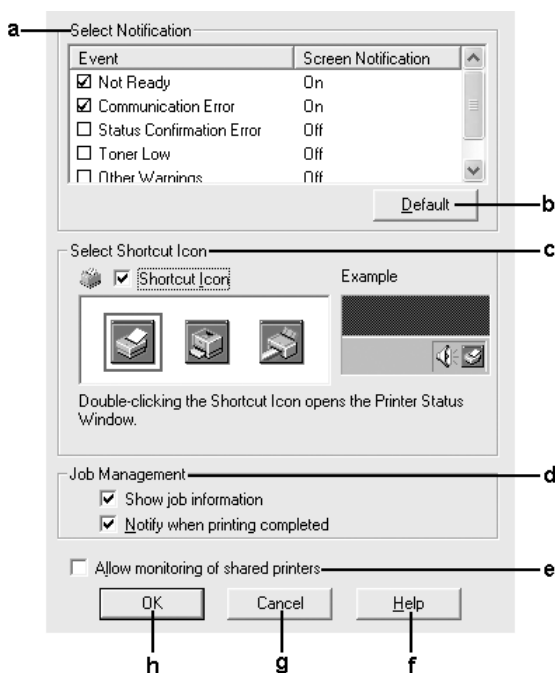 a
Select Notification
Event Screen Notification
Not Ready On
Communication Error On
Status Confirmation Error Off
Toner Low Off
Other Warnings Off
Default
b
Select Shortcut Icon
c
Shortcut Icon
Example
Double-clicking the Shortcut Icon opens the Printer Status
Window.
Job Management
d
Show job information
Notify when printing completed
Allow monitoring of shared printers
e
OK Cancel Help
h g f